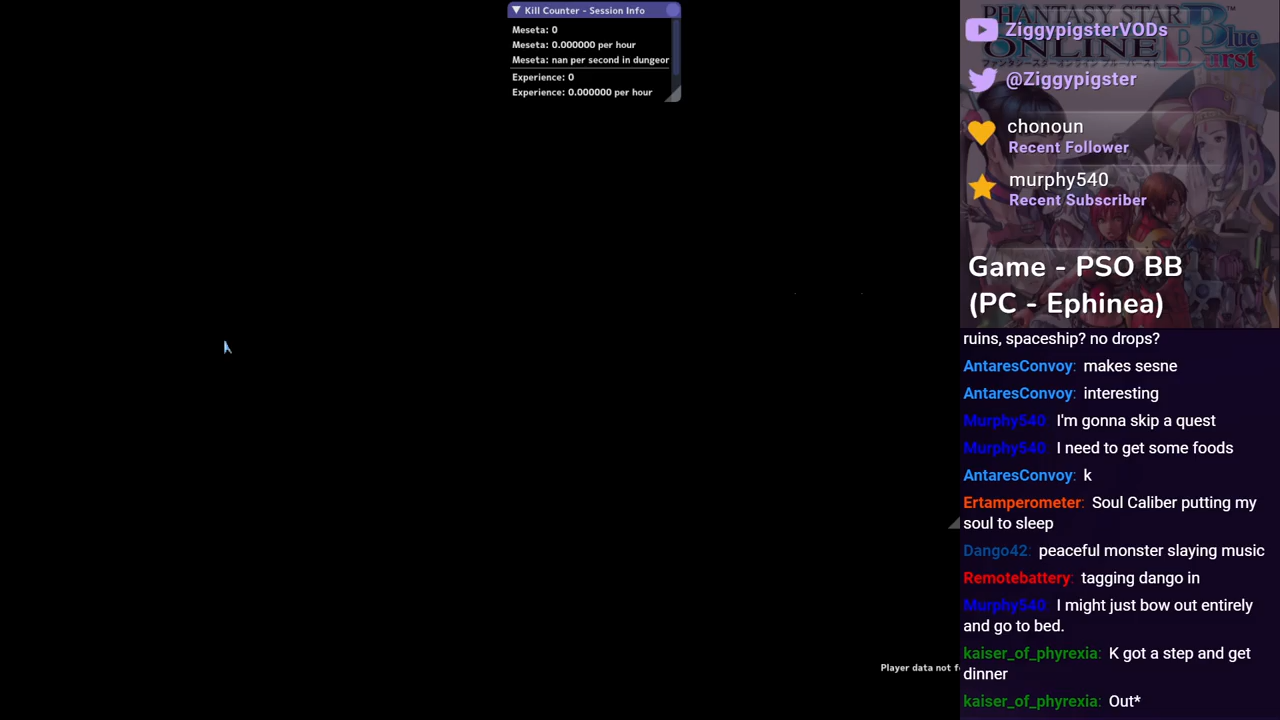 Kill Counter - Session Info
Meseta: 0
Meseta: 0.000000 per hour
Meseta: nan per second in dungeor
Experience: 0
Experience: 0.000000 per hour
PHANTASY STAR
ONLINE Blue
Burst
ZiggypigsterVODs
@Ziggypigster
chonoun
Recent Follower
murphy540
Recent Subscriber
Game - PSO BB
(PC - Ephinea)
ruins, spaceship? no drops?
AntaresConvoy: makes sesne
AntaresConvoy: interesting
Murphy540 I'm gonna skip a quest
Murphy540 I need to get some foods
AntaresConvoy: k
Ertamperometer: Soul Caliber putting my
soul to sleep
Dango42: peaceful monster slaying music
Remotebattery: tagging dango in
Murphy540 I might just bow out entirely
and go to bed.
kaiser_of_phyrexia: K got a step and get
dinner
kaiser_of_phyrexia: Out*
Player data not f